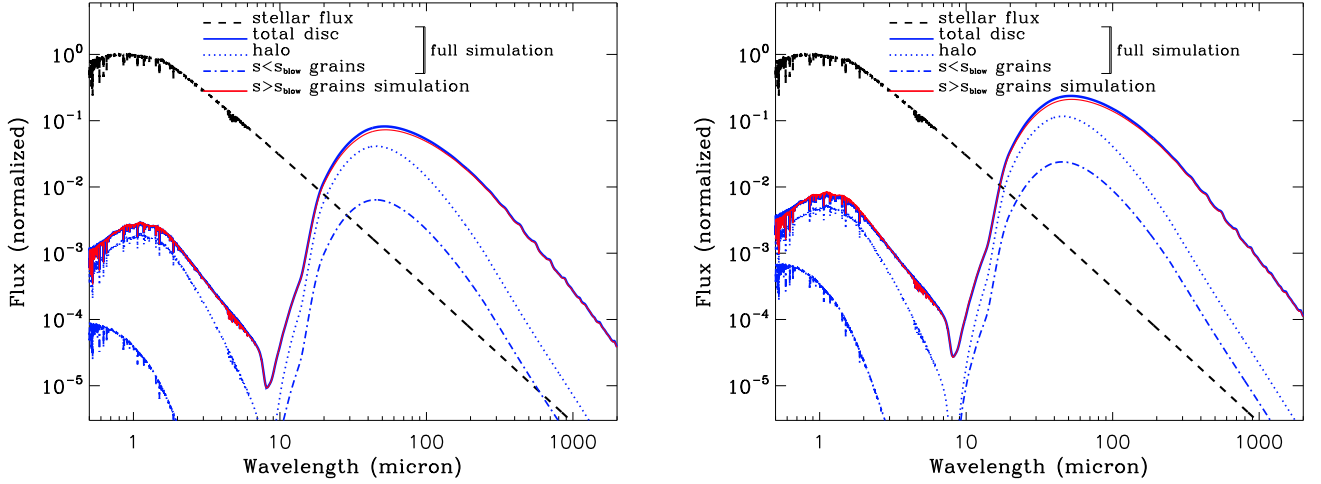 stellar flux
total disc
halo
s<s_blow grains
full simulation
s>s_blow grains simulation
10^0
10^-1
10^-2
10^-3
10^-4
10^-5
Flux (normalized)
1 10 100 1000
Wavelength (micron)
stellar flux
total disc
halo
s<s_blow grains
full simulation
s>s_blow grains simulation
10^0
10^-1
10^-2
10^-3
10^-4
10^-5
Flux (normalized)
1 10 100 1000
Wavelength (micron)